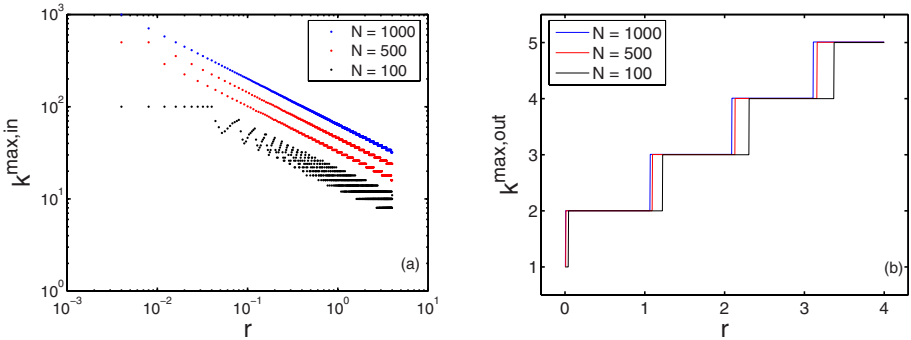 10^3
10^2
10^1
10^0
k^max,in
10^-3
10^-2
10^-1
10^0
10^1
r
N = 1000
N = 500
N = 100
(a)
5
4
3
2
1
k^max,out
0
1
2
3
4
r
N = 1000
N = 500
N = 100
(b)